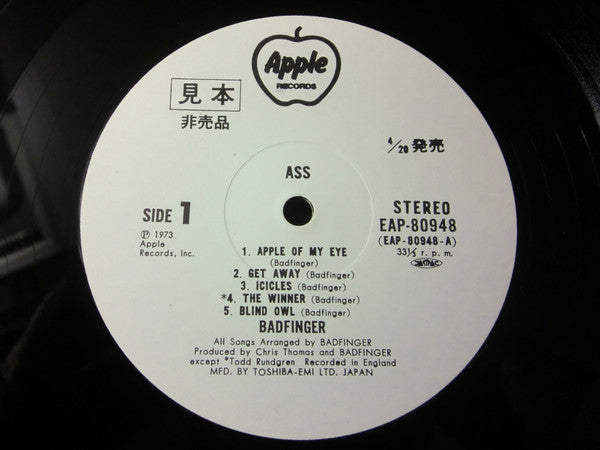 Apple
RECORDS
見本
非売品
4/20 発売
ASS
SIDE 1
Ⓟ 1973
Apple
Records, Inc.
STEREO
EAP-80948
(EAP-80948-A)
33⅓ r. p. m.
1. APPLE OF MY EYE
(Badfinger)
2. GET AWAY (Badfinger)
3. ICICLES (Badfinger)
*4. THE WINNER (Badfinger)
5. BLIND OWL (Badfinger)
BADFINGER
All Songs Arranged by BADFINGER
Produced by Chris Thomas and BADFINGER
except *Todd Rundgren Recorded in England
MFD. BY TOSHIBA-EMI LTD. JAPAN